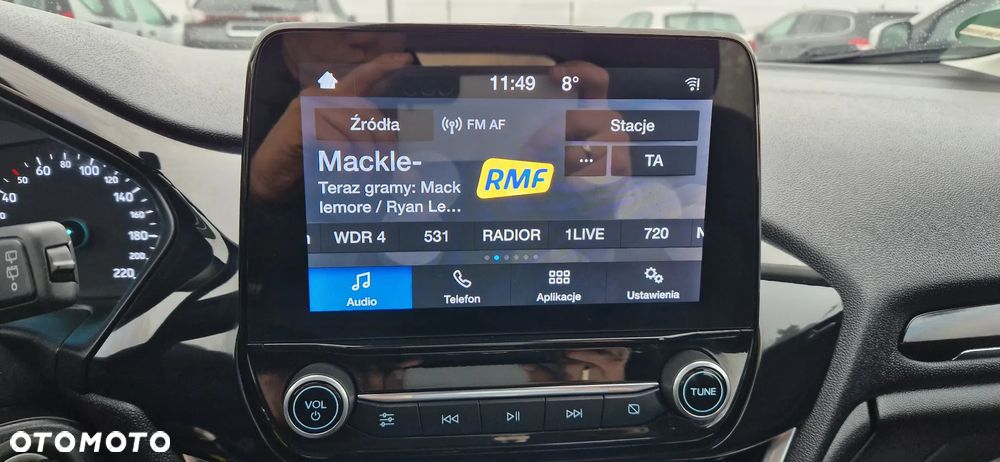 11:49 8°
Źródła FM AF Stacje
Mackle-
RMF
... TA
Teraz gramy: Mack
lemore / Ryan Le...
WDR 4 531 RADIOR 1LIVE 720 N
Audio Telefon Aplikacje Ustawienia
VOL
TUNE
40 50 60 80 100 120 140 160 180 200 220
OTOMOTO